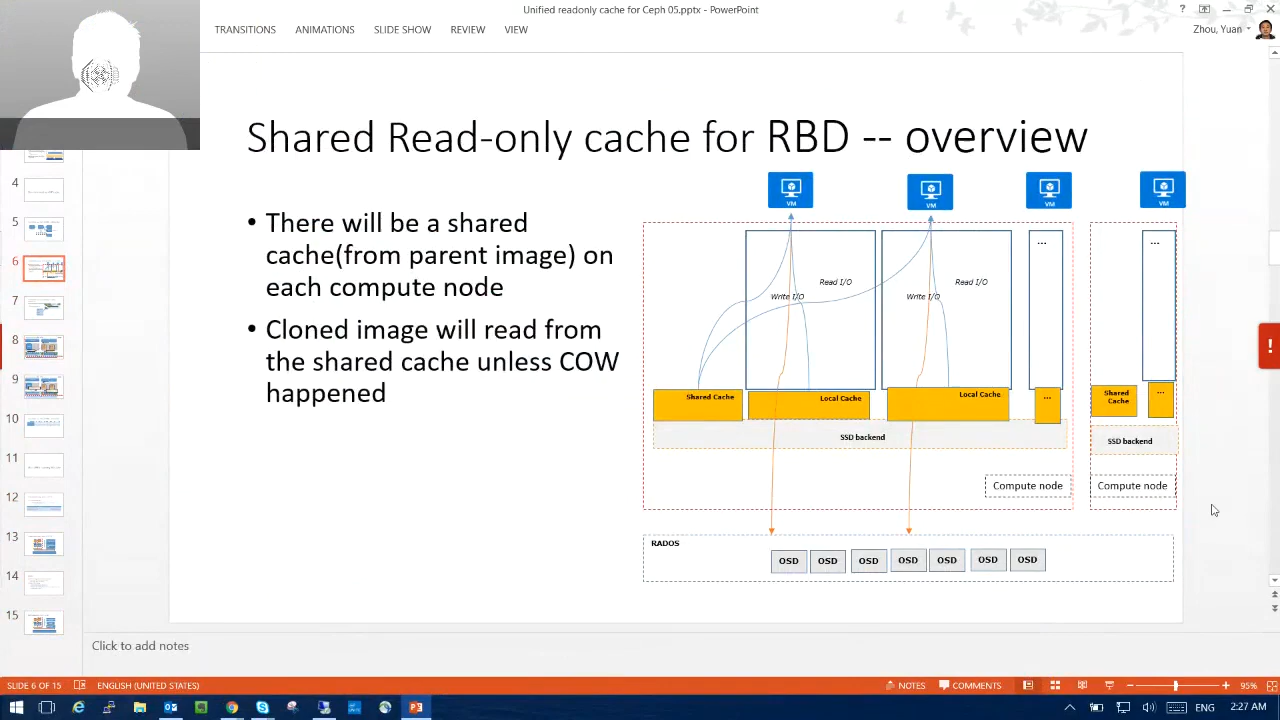 Unified readonly cache for Ceph 05.pptx - PowerPoint
?
TRANSITIONS ANIMATIONS SLIDE SHOW REVIEW VIEW
Zhou, Yuan
Shared Read-only cache for RBD -- overview
• There will be a shared
cache(from parent image) on
each compute node
• Cloned image will read from
the shared cache unless COW
happened
VM VM VM VM
... ...
Read I/O Read I/O
Write I/O Write I/O
Shared Cache Local Cache Local Cache ... Shared
Cache ...
SSD backend SSD backend
Compute node Compute node
RADOS
OSD OSD OSD OSD OSD OSD OSD
4
5
6
7
8
9
10
11
12
13
14
15
!
Click to add notes
SLIDE 6 OF 15 ENGLISH (UNITED STATES) NOTES COMMENTS 95%
ENG 2:27 AM